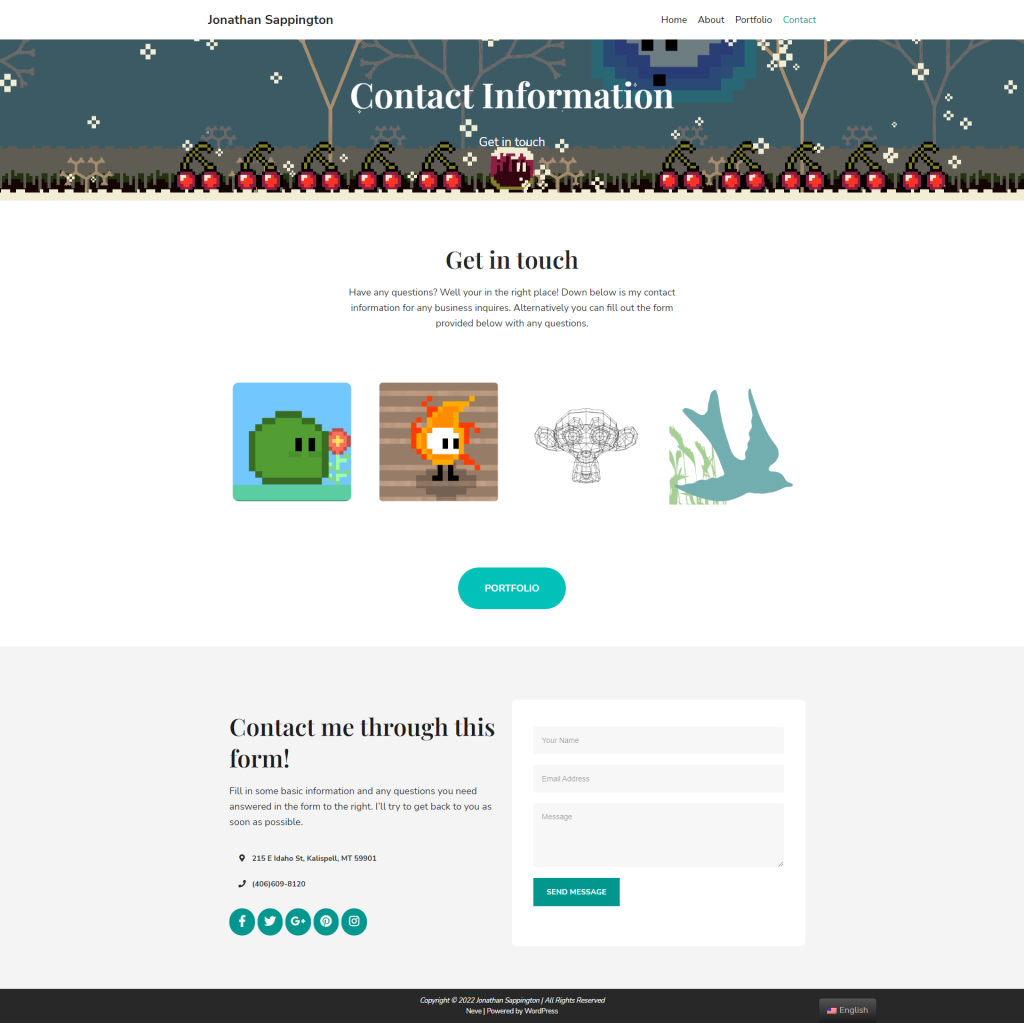 Jonathan Sappington
Home About Portfolio Contact
Contact Information
Get in touch
Get in touch
Have any questions? Well your in the right place! Down below is my contact
information for any business inquires. Alternatively you can fill out the form
provided below with any questions.
PORTFOLIO
Contact me through this
form!
Fill in some basic information and any questions you need
answered in the form to the right. I'll try to get back to you as
soon as possible.
215 E Idaho St, Kalispell, MT 59901
(406)609-8120
Your Name
Email Address
Message
SEND MESSAGE
Copyright © 2022 Jonathan Sappington | All Rights Reserved
Neve | Powered by WordPress
English